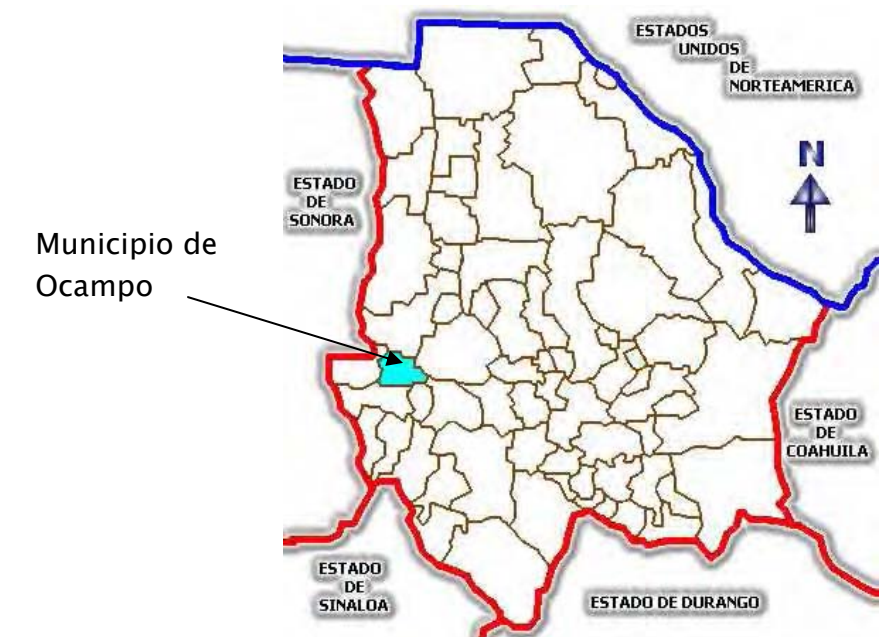 ESTADOS
UNIDOS
DE
NORTEAMERICA
N
ESTADO
DE
SONORA
Municipio de
Ocampo
ESTADO
DE
COAHUILA
ESTADO
DE
SINALOA
ESTADO DE DURANGO